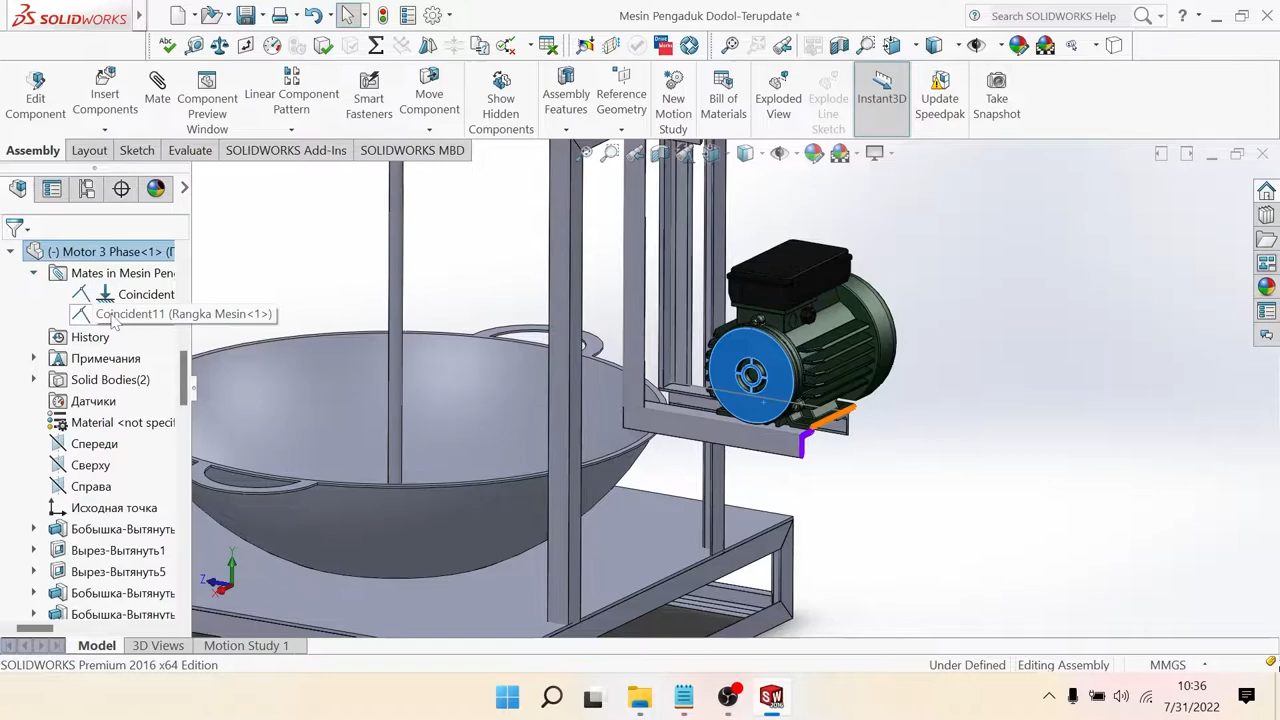 SOLIDWORKS
Mesin Pengaduk Dodol-Terupdate *
Search SOLIDWORKS Help
?
Edit Component
Insert Components
Mate
Component Preview Window
Linear Component Pattern
Smart Fasteners
Move Component
Show Hidden Components
Assembly Features
Reference Geometry
New Motion Study
Bill of Materials
Exploded View
Explode Line Sketch
Instant3D
Update Speedpak
Take Snapshot
Assembly
Layout
Sketch
Evaluate
SOLIDWORKS Add-Ins
SOLIDWORKS MBD
(-) Motor 3 Phase<1> (
Mates in Mesin Pen
Coincident
Coincident11 (Rangka Mesin<1>)
History
Примечания
Solid Bodies(2)
Датчики
Material <not speci
Спереди
Сверху
Справа
Исходная точка
Бобышка-Вытянуть
Вырез-Вытянуть1
Вырез-Вытянуть5
Бобышка-Вытянуть
Бобышка-Вытянуть
Y
Z
X
Model
3D Views
Motion Study 1
SOLIDWORKS Premium 2016 x64 Edition
Under Defined
Editing Assembly
MMGS
10:36
7/31/2022